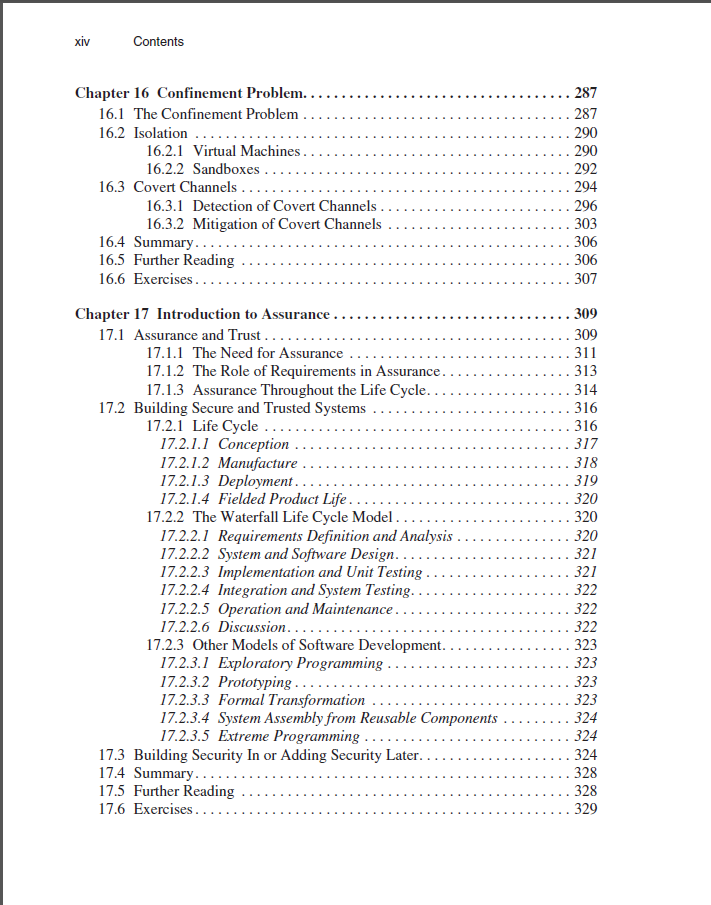 xiv Contents
Chapter 16 Confinement Problem. . . . . . . . . . . . . . . . . . . . . . . . . . . . . . . . . . . 287
16.1 The Confinement Problem . . . . . . . . . . . . . . . . . . . . . . . . . . . . . . . . . . . 287
16.2 Isolation . . . . . . . . . . . . . . . . . . . . . . . . . . . . . . . . . . . . . . . . . . . . . . . . . 290
16.2.1 Virtual Machines . . . . . . . . . . . . . . . . . . . . . . . . . . . . . . . . . . . 290
16.2.2 Sandboxes . . . . . . . . . . . . . . . . . . . . . . . . . . . . . . . . . . . . . . . . 292
16.3 Covert Channels . . . . . . . . . . . . . . . . . . . . . . . . . . . . . . . . . . . . . . . . . . . 294
16.3.1 Detection of Covert Channels . . . . . . . . . . . . . . . . . . . . . . . . . 296
16.3.2 Mitigation of Covert Channels . . . . . . . . . . . . . . . . . . . . . . . . 303
16.4 Summary. . . . . . . . . . . . . . . . . . . . . . . . . . . . . . . . . . . . . . . . . . . . . . . . . 306
16.5 Further Reading . . . . . . . . . . . . . . . . . . . . . . . . . . . . . . . . . . . . . . . . . . . 306
16.6 Exercises . . . . . . . . . . . . . . . . . . . . . . . . . . . . . . . . . . . . . . . . . . . . . . . . . 307
Chapter 17 Introduction to Assurance . . . . . . . . . . . . . . . . . . . . . . . . . . . . . . . 309
17.1 Assurance and Trust . . . . . . . . . . . . . . . . . . . . . . . . . . . . . . . . . . . . . . . . 309
17.1.1 The Need for Assurance . . . . . . . . . . . . . . . . . . . . . . . . . . . . . 311
17.1.2 The Role of Requirements in Assurance . . . . . . . . . . . . . . . . . 313
17.1.3 Assurance Throughout the Life Cycle. . . . . . . . . . . . . . . . . . . 314
17.2 Building Secure and Trusted Systems . . . . . . . . . . . . . . . . . . . . . . . . . . 316
17.2.1 Life Cycle . . . . . . . . . . . . . . . . . . . . . . . . . . . . . . . . . . . . . . . . 316
17.2.1.1 Conception . . . . . . . . . . . . . . . . . . . . . . . . . . . . . . . . . . . . 317
17.2.1.2 Manufacture . . . . . . . . . . . . . . . . . . . . . . . . . . . . . . . . . . . 318
17.2.1.3 Deployment . . . . . . . . . . . . . . . . . . . . . . . . . . . . . . . . . . . . 319
17.2.1.4 Fielded Product Life . . . . . . . . . . . . . . . . . . . . . . . . . . . . . 320
17.2.2 The Waterfall Life Cycle Model . . . . . . . . . . . . . . . . . . . . . . . 320
17.2.2.1 Requirements Definition and Analysis . . . . . . . . . . . . . . . 320
17.2.2.2 System and Software Design. . . . . . . . . . . . . . . . . . . . . . . 321
17.2.2.3 Implementation and Unit Testing . . . . . . . . . . . . . . . . . . . 321
17.2.2.4 Integration and System Testing. . . . . . . . . . . . . . . . . . . . . 322
17.2.2.5 Operation and Maintenance . . . . . . . . . . . . . . . . . . . . . . . 322
17.2.2.6 Discussion. . . . . . . . . . . . . . . . . . . . . . . . . . . . . . . . . . . . . 322
17.2.3 Other Models of Software Development. . . . . . . . . . . . . . . . . 323
17.2.3.1 Exploratory Programming . . . . . . . . . . . . . . . . . . . . . . . . 323
17.2.3.2 Prototyping . . . . . . . . . . . . . . . . . . . . . . . . . . . . . . . . . . . . 323
17.2.3.3 Formal Transformation . . . . . . . . . . . . . . . . . . . . . . . . . . 323
17.2.3.4 System Assembly from Reusable Components . . . . . . . . . 324
17.2.3.5 Extreme Programming . . . . . . . . . . . . . . . . . . . . . . . . . . . 324
17.3 Building Security In or Adding Security Later. . . . . . . . . . . . . . . . . . . . 324
17.4 Summary. . . . . . . . . . . . . . . . . . . . . . . . . . . . . . . . . . . . . . . . . . . . . . . . . 328
17.5 Further Reading . . . . . . . . . . . . . . . . . . . . . . . . . . . . . . . . . . . . . . . . . . . 328
17.6 Exercises . . . . . . . . . . . . . . . . . . . . . . . . . . . . . . . . . . . . . . . . . . . . . . . . . 329